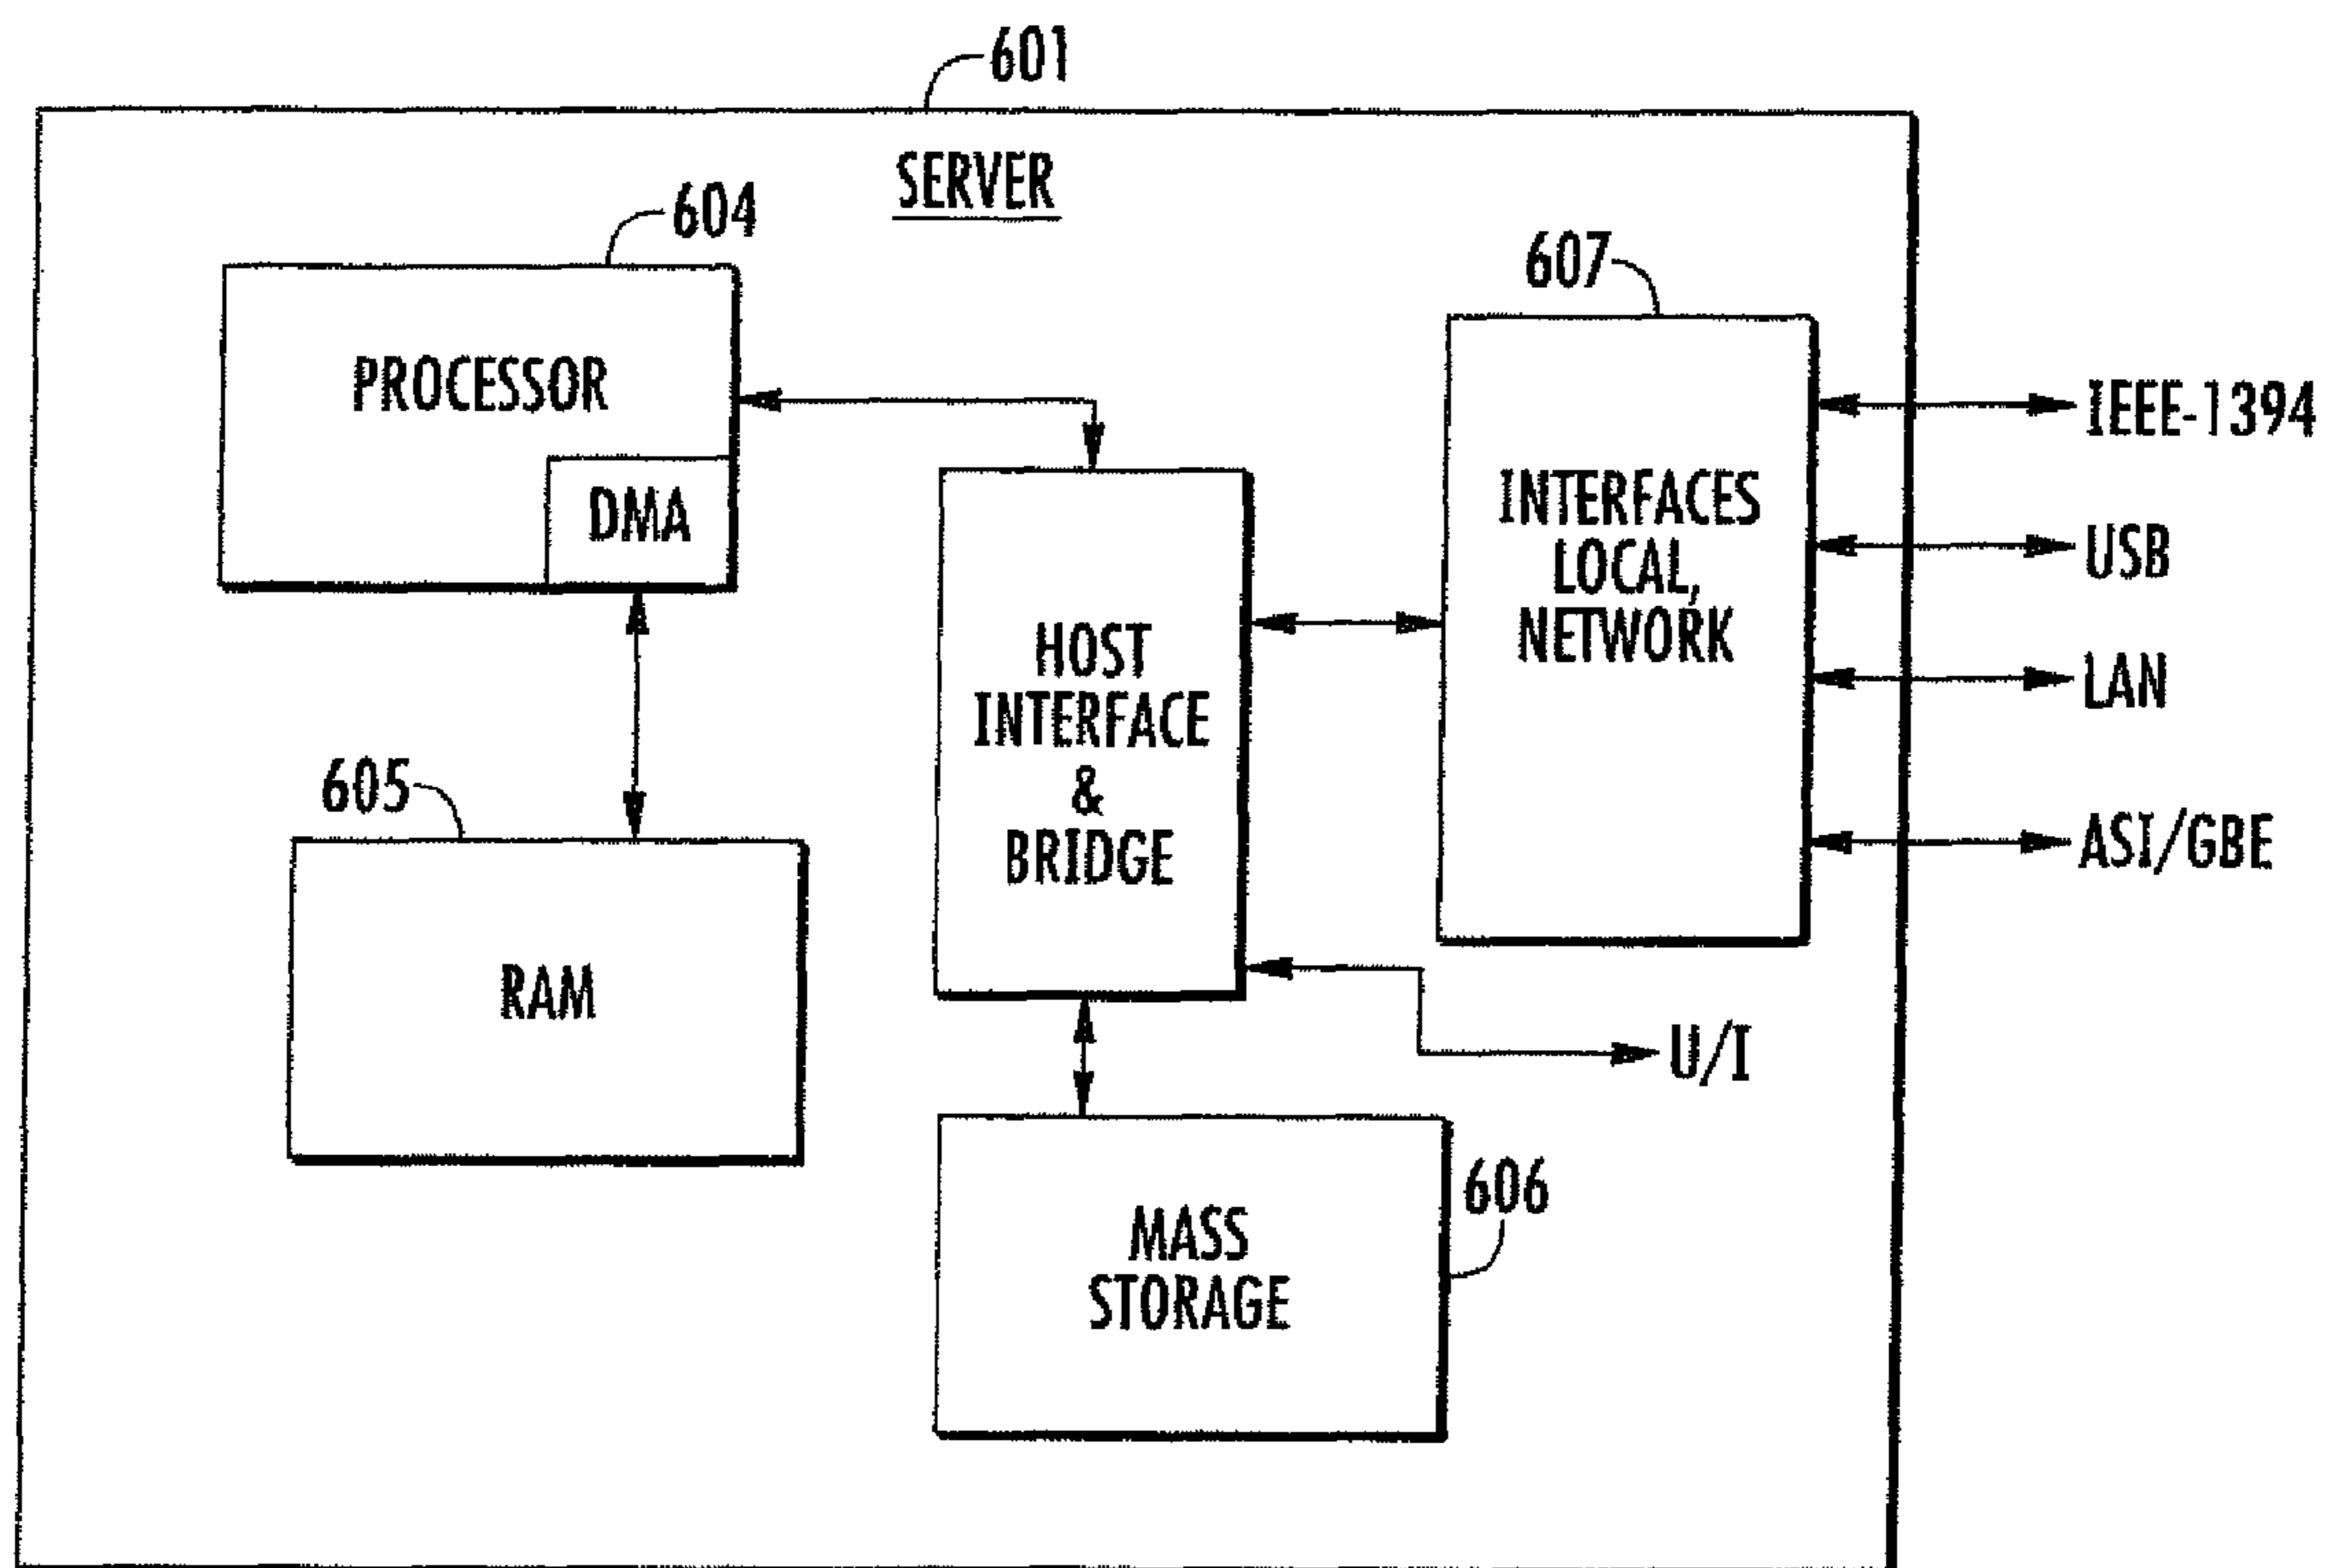 601
SERVER
604
PROCESSOR
DMA
607
INTERFACES
LOCAL,
NETWORK
IEEE-1394
USB
LAN
ASI/GBE
HOST
INTERFACE
&
BRIDGE
605
RAM
U/I
606
MASS
STORAGE